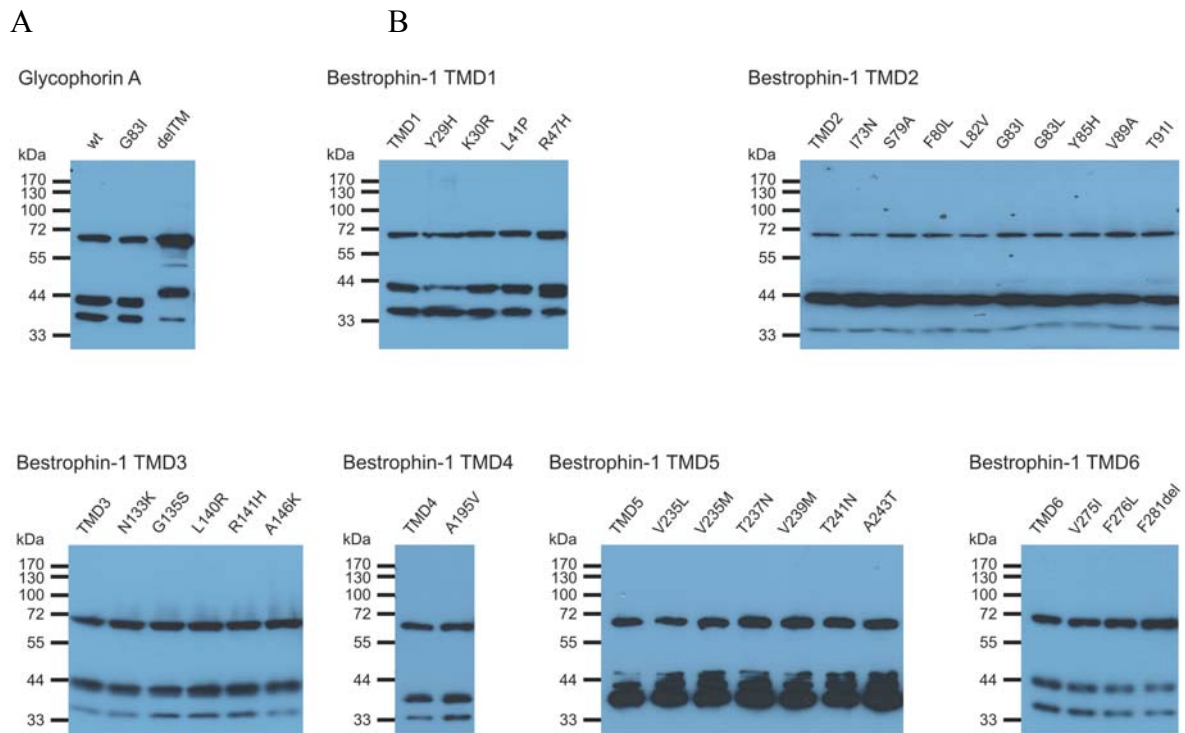 A
B
Glycophorin A
wt G83I delTM
kDa
170
130
100
72
55
44
33
Bestrophin-1 TMD1
TMD1 Y29H K30R L41P R47H
kDa
170
130
100
72
55
44
33
Bestrophin-1 TMD2
TMD2 I73N S79A F80L L82V G83I G83L Y85H V89A T91I
kDa
170
130
100
72
55
44
33
Bestrophin-1 TMD3
TMD3 N133K G135S L140R R141H A146K
kDa
170
130
100
72
55
44
33
Bestrophin-1 TMD4
TMD4 A195V
kDa
170
130
100
72
55
44
33
Bestrophin-1 TMD5
TMD5 V235L V235M T237N V239M T241N A243T
kDa
170
130
100
72
55
44
33
Bestrophin-1 TMD6
TMD6 V275I F276L F281del
kDa
170
130
100
72
55
44
33